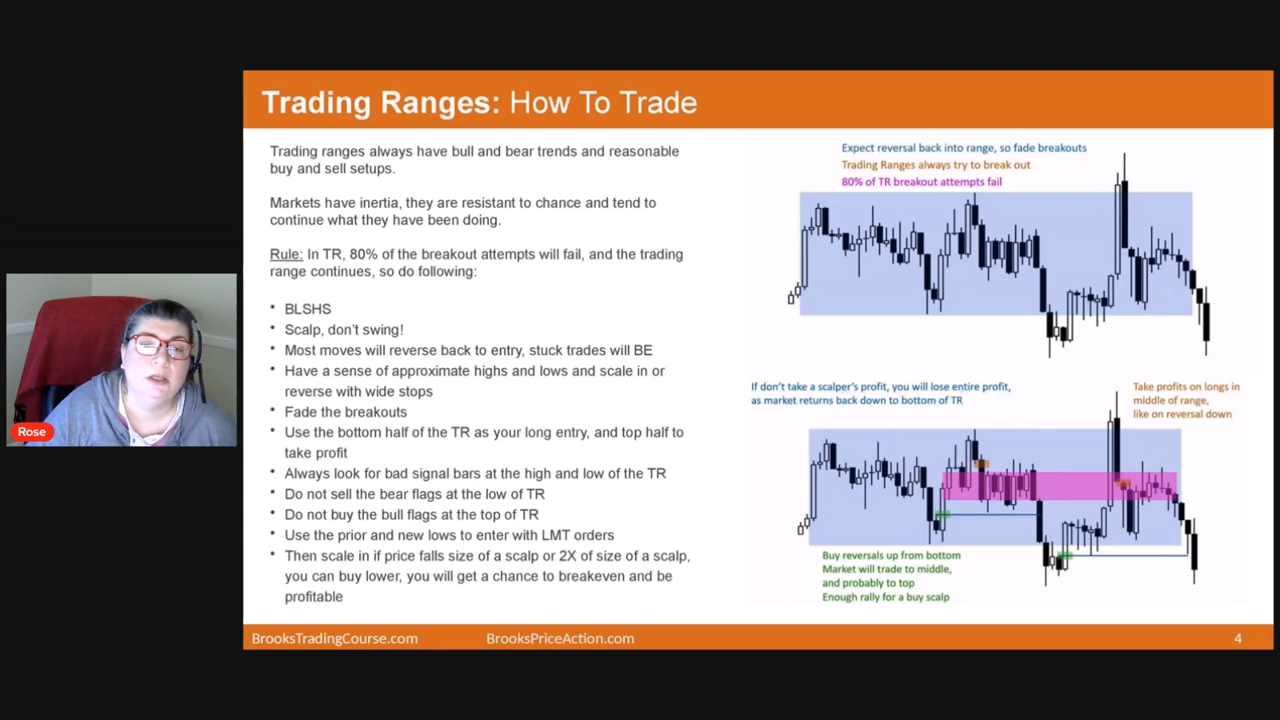 Trading Ranges: How To Trade
Trading ranges always have bull and bear trends and reasonable
buy and sell setups.
Markets have inertia, they are resistant to chance and tend to
continue what they have been doing.
Rule: In TR, 80% of the breakout attempts will fail, and the trading
range continues, so do following:
• BLSHS
• Scalp, don’t swing!
• Most moves will reverse back to entry, stuck trades will BE
• Have a sense of approximate highs and lows and scale in or
reverse with wide stops
• Fade the breakouts
• Use the bottom half of the TR as your long entry, and top half to
take profit
• Always look for bad signal bars at the high and low of the TR
• Do not sell the bear flags at the low of TR
• Do not buy the bull flags at the top of TR
• Use the prior and new lows to enter with LMT orders
• Then scale in if price falls size of a scalp or 2X of size of a scalp,
you can buy lower, you will get a chance to breakeven and be
profitable
Expect reversal back into range, so fade breakouts
Trading Ranges always try to break out
80% of TR breakout attempts fail
If don't take a scalper's profit, you will lose entire profit,
as market returns back down to bottom of TR
Take profits on longs in
middle of range,
like on reversal down
Buy reversals up from bottom
Market will trade to middle,
and probably to top
Enough rally for a buy scalp
Rose
BrooksTradingCourse.com
BrooksPriceAction.com
4